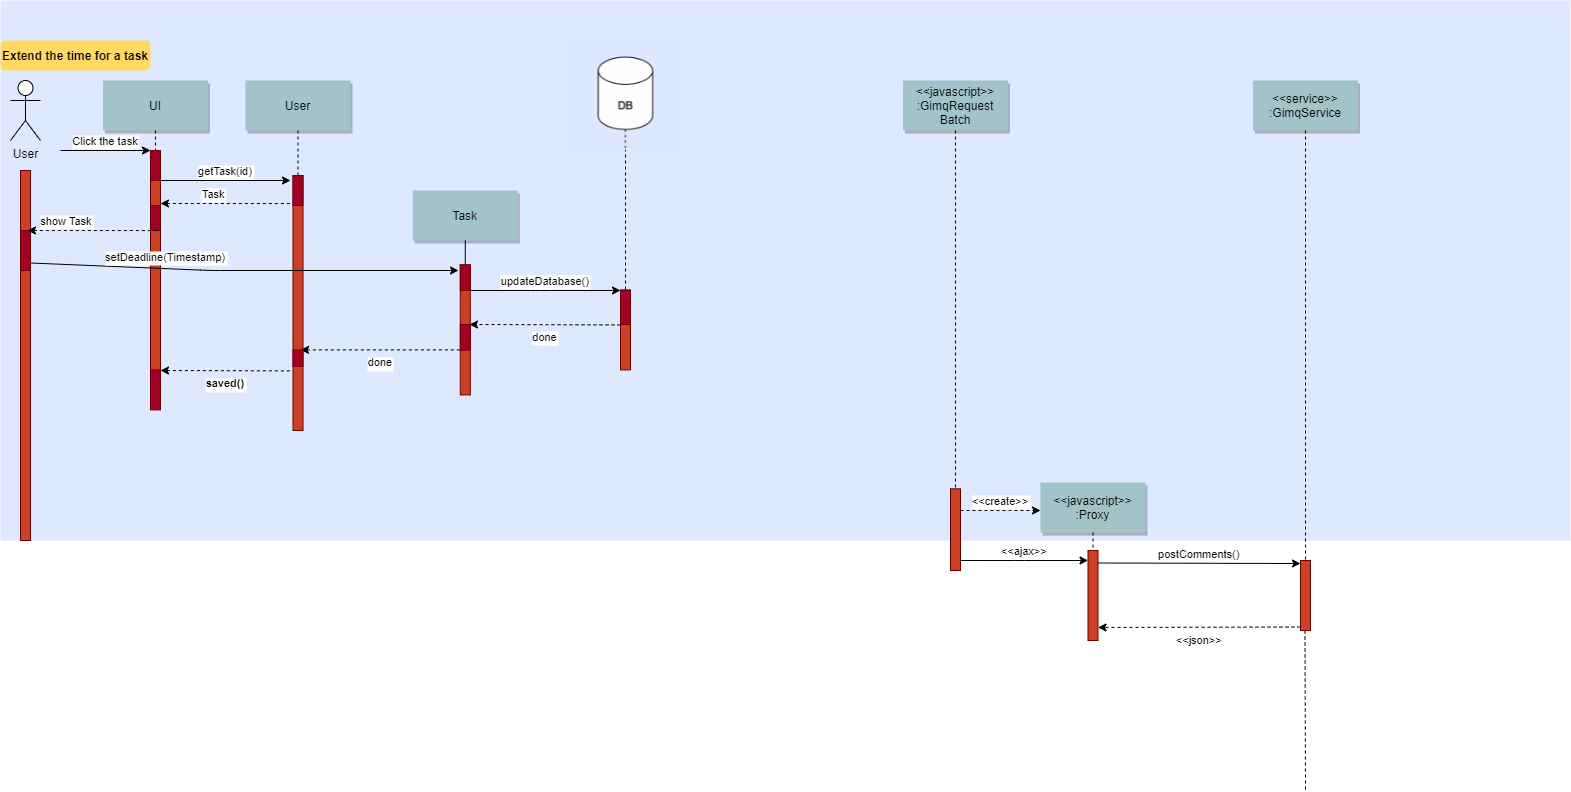 Extend the time for a task
User
UI
User
DB
<<javascript>>
:GimqRequest
Batch
<<service>>
:GimqService
Click the task
getTask(id)
Task
show Task
Task
setDeadline(Timestamp)
updateDatabase()
done
done
saved()
<<create>>
<<javascript>>
:Proxy
<<ajax>>
postComments()
<<json>>